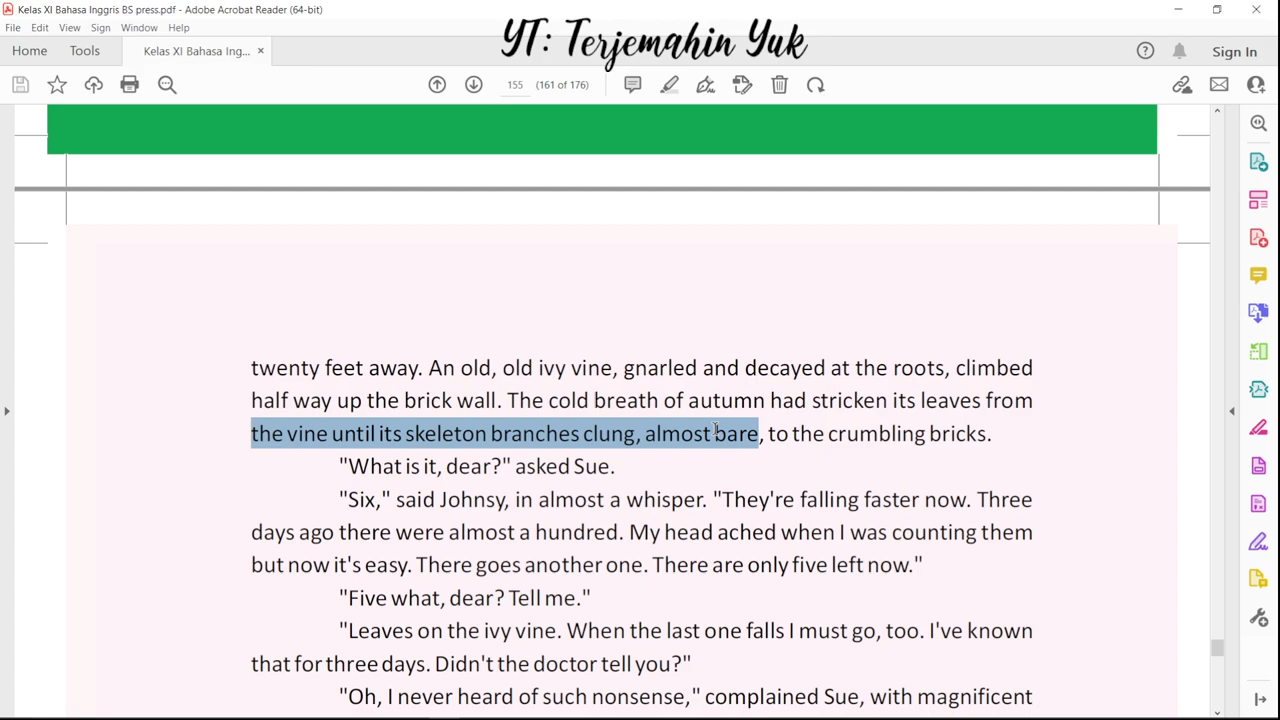 Kelas XI Bahasa Inggris BS press.pdf - Adobe Acrobat Reader (64-bit)
YT: Terjemahin Yuk
File Edit View Sign Window Help
Home Tools Kelas XI Bahasa Ing... × Sign In
155 (161 of 176)
twenty feet away. An old, old ivy vine, gnarled and decayed at the roots, climbed
half way up the brick wall. The cold breath of autumn had stricken its leaves from
the vine until its skeleton branches clung, almost bare, to the crumbling bricks.
"What is it, dear?" asked Sue.
"Six," said Johnsy, in almost a whisper. "They're falling faster now. Three
days ago there were almost a hundred. My head ached when I was counting them
but now it's easy. There goes another one. There are only five left now."
"Five what, dear? Tell me."
"Leaves on the ivy vine. When the last one falls I must go, too. I've known
that for three days. Didn't the doctor tell you?"
"Oh, I never heard of such nonsense," complained Sue, with magnificent